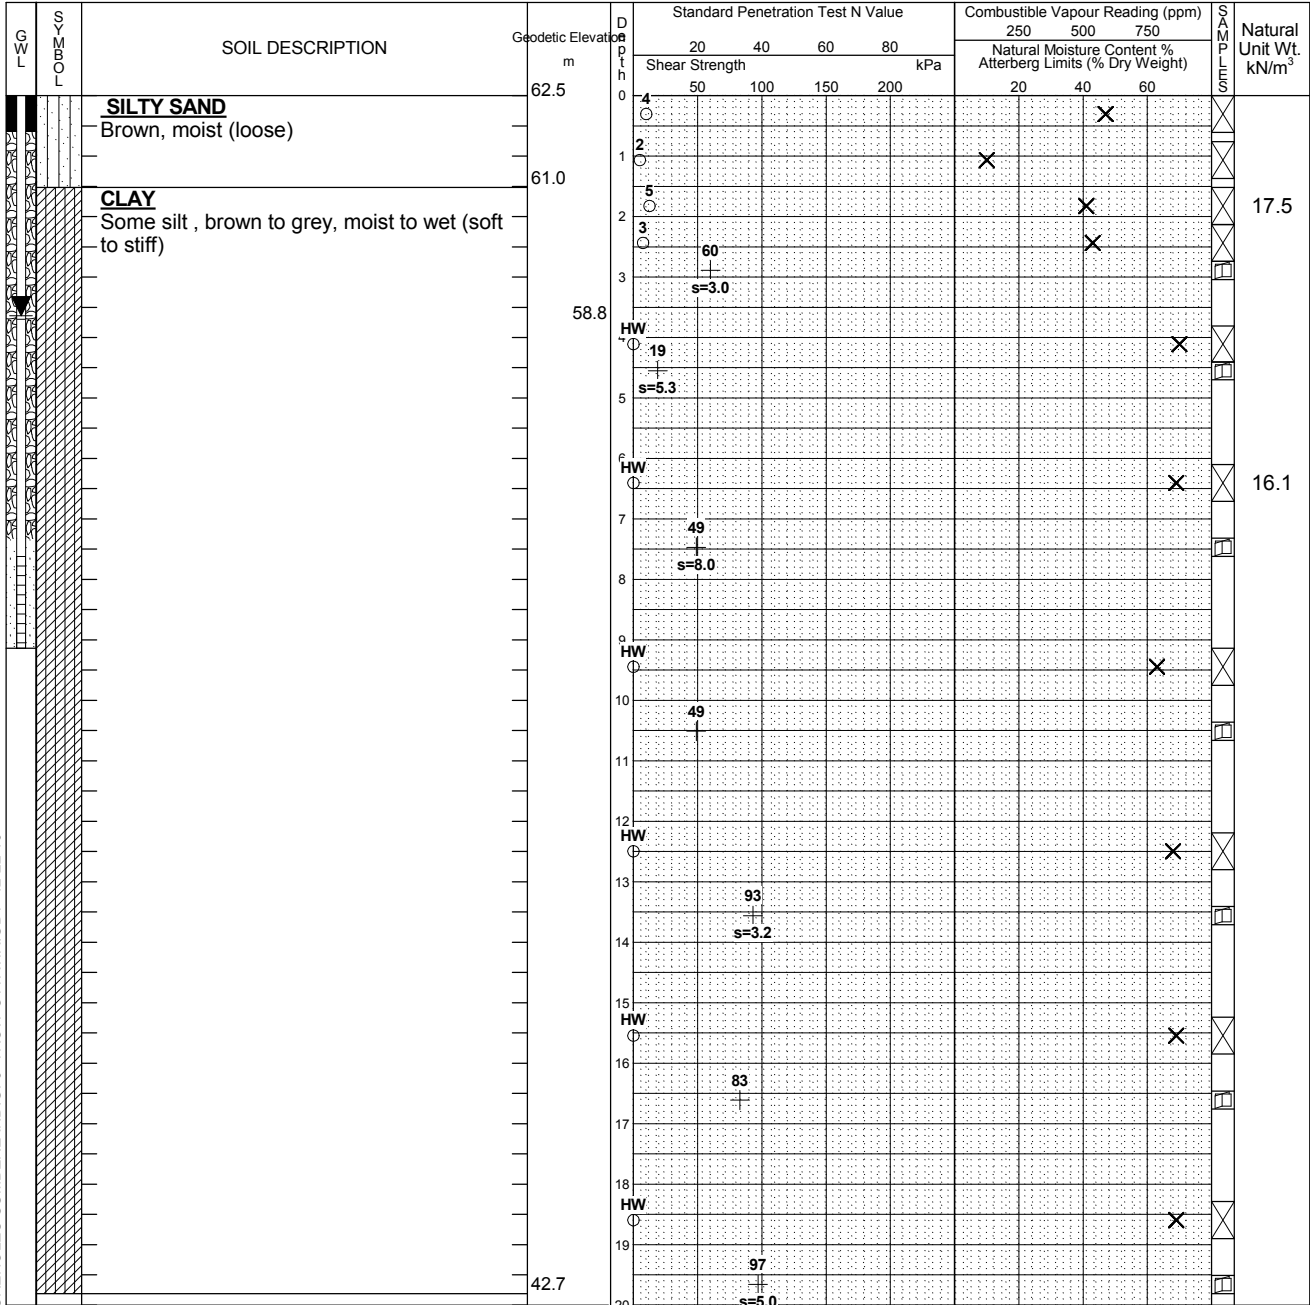 GWL
SYMBOL
SOIL DESCRIPTION
Geodetic Elevation
m
Depth
Standard Penetration Test N Value
20 40 60 80
Shear Strength kPa
50 100 150 200
Combustible Vapour Reading (ppm)
250 500 750
Natural Moisture Content %
Atterberg Limits (% Dry Weight)
20 40 60
SAMPLES
Natural
Unit Wt.
kN/m³
62.5
0
SILTY SAND
Brown, moist (loose)
4
2
1
61.0
CLAY
Some silt , brown to grey, moist to wet (soft
to stiff)
5
17.5
2
3
60
3
s=3.0
58.8
HW
4
19
s=5.3
5
6
HW
16.1
7
49
s=8.0
8
9
HW
10
49
11
12
HW
13
93
s=3.2
14
15
HW
16
83
17
18
HW
19
97
42.7
s=5.0
20